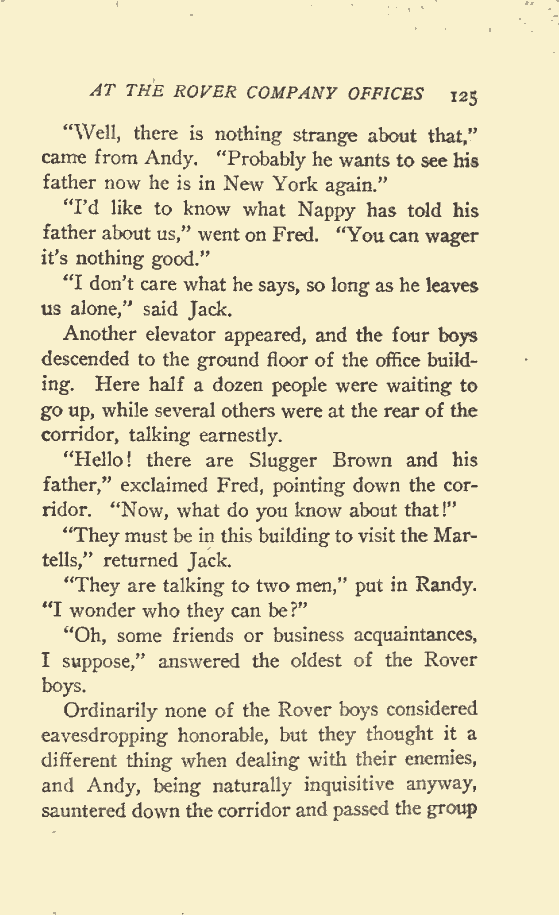 AT THE ROVER COMPANY OFFICES 125
“Well, there is nothing strange about that,”
came from Andy. “Probably he wants to see his
father now he is in New York again.”
“I’d like to know what Nappy has told his
father about us,” went on Fred. “You can wager
it’s nothing good.”
“I don’t care what he says, so long as he leaves
us alone,” said Jack.
Another elevator appeared, and the four boys
descended to the ground floor of the office build-
ing. Here half a dozen people were waiting to
go up, while several others were at the rear of the
corridor, talking earnestly.
“Hello! there are Slugger Brown and his
father,” exclaimed Fred, pointing down the cor-
ridor. “Now, what do you know about that!”
“They must be in this building to visit the Mar-
tells,” returned Jack.
“They are talking to two men,” put in Randy.
“I wonder who they can be?”
“Oh, some friends or business acquaintances,
I suppose,” answered the oldest of the Rover
boys.
Ordinarily none of the Rover boys considered
eavesdropping honorable, but they thought it a
different thing when dealing with their enemies,
and Andy, being naturally inquisitive anyway,
sauntered down the corridor and passed the group